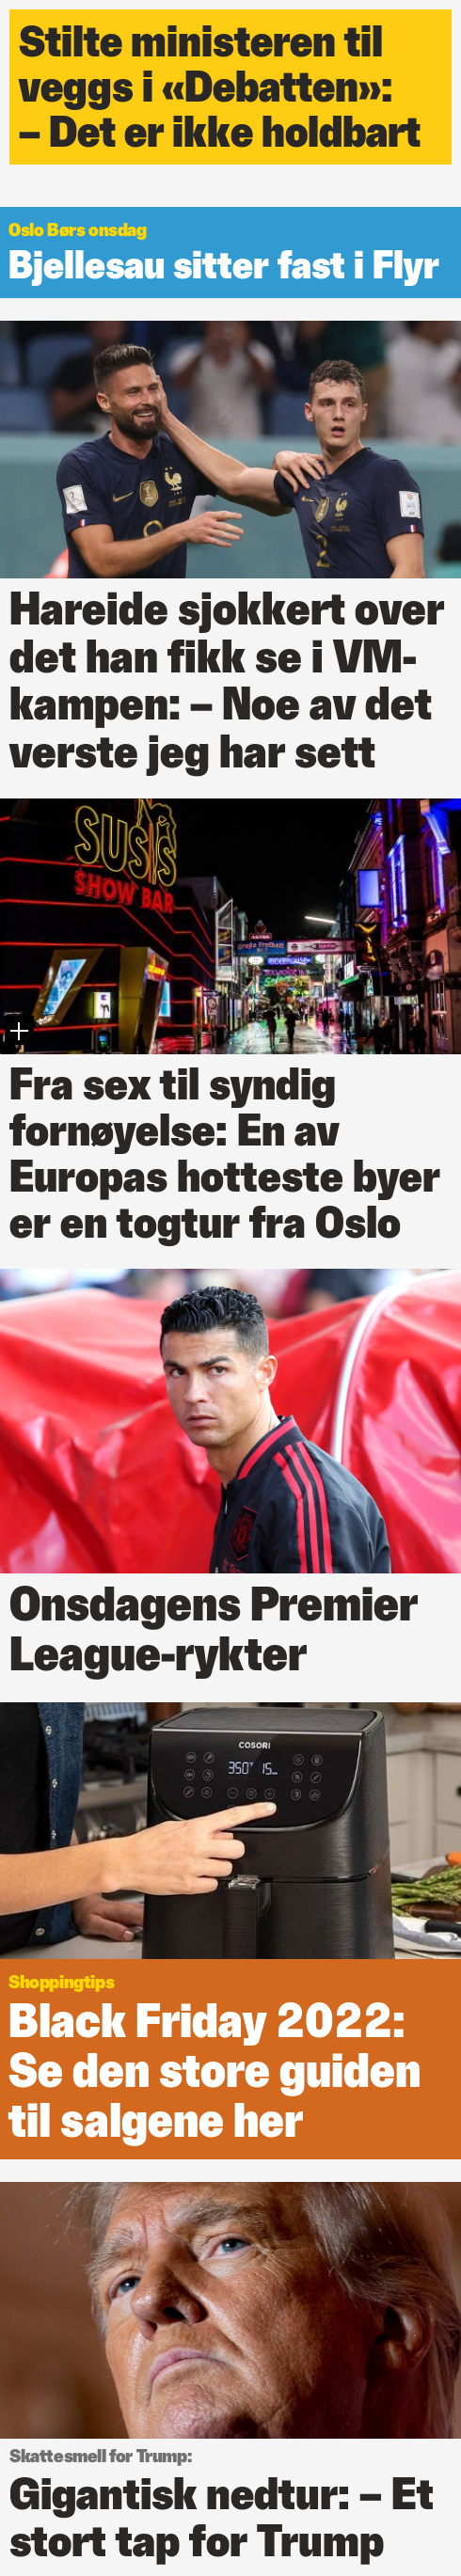 Stilte ministeren til
veggs i «Debatten»:
– Det er ikke holdbart
Oslo Børs onsdag
Bjellesau sitter fast i Flyr
2
Hareide sjokkert over
det han fikk se i VM-
kampen: – Noe av det
verste jeg har sett
SUSIS
SHOW BAR
Große Freiheit
Fra sex til syndig
fornøyelse: En av
Europas hotteste byer
er en togtur fra Oslo
Onsdagens Premier
League-rykter
COSORI
350° 15
Shoppingtips
Black Friday 2022:
Se den store guiden
til salgene her
Skattesmell for Trump:
Gigantisk nedtur: – Et
stort tap for Trump